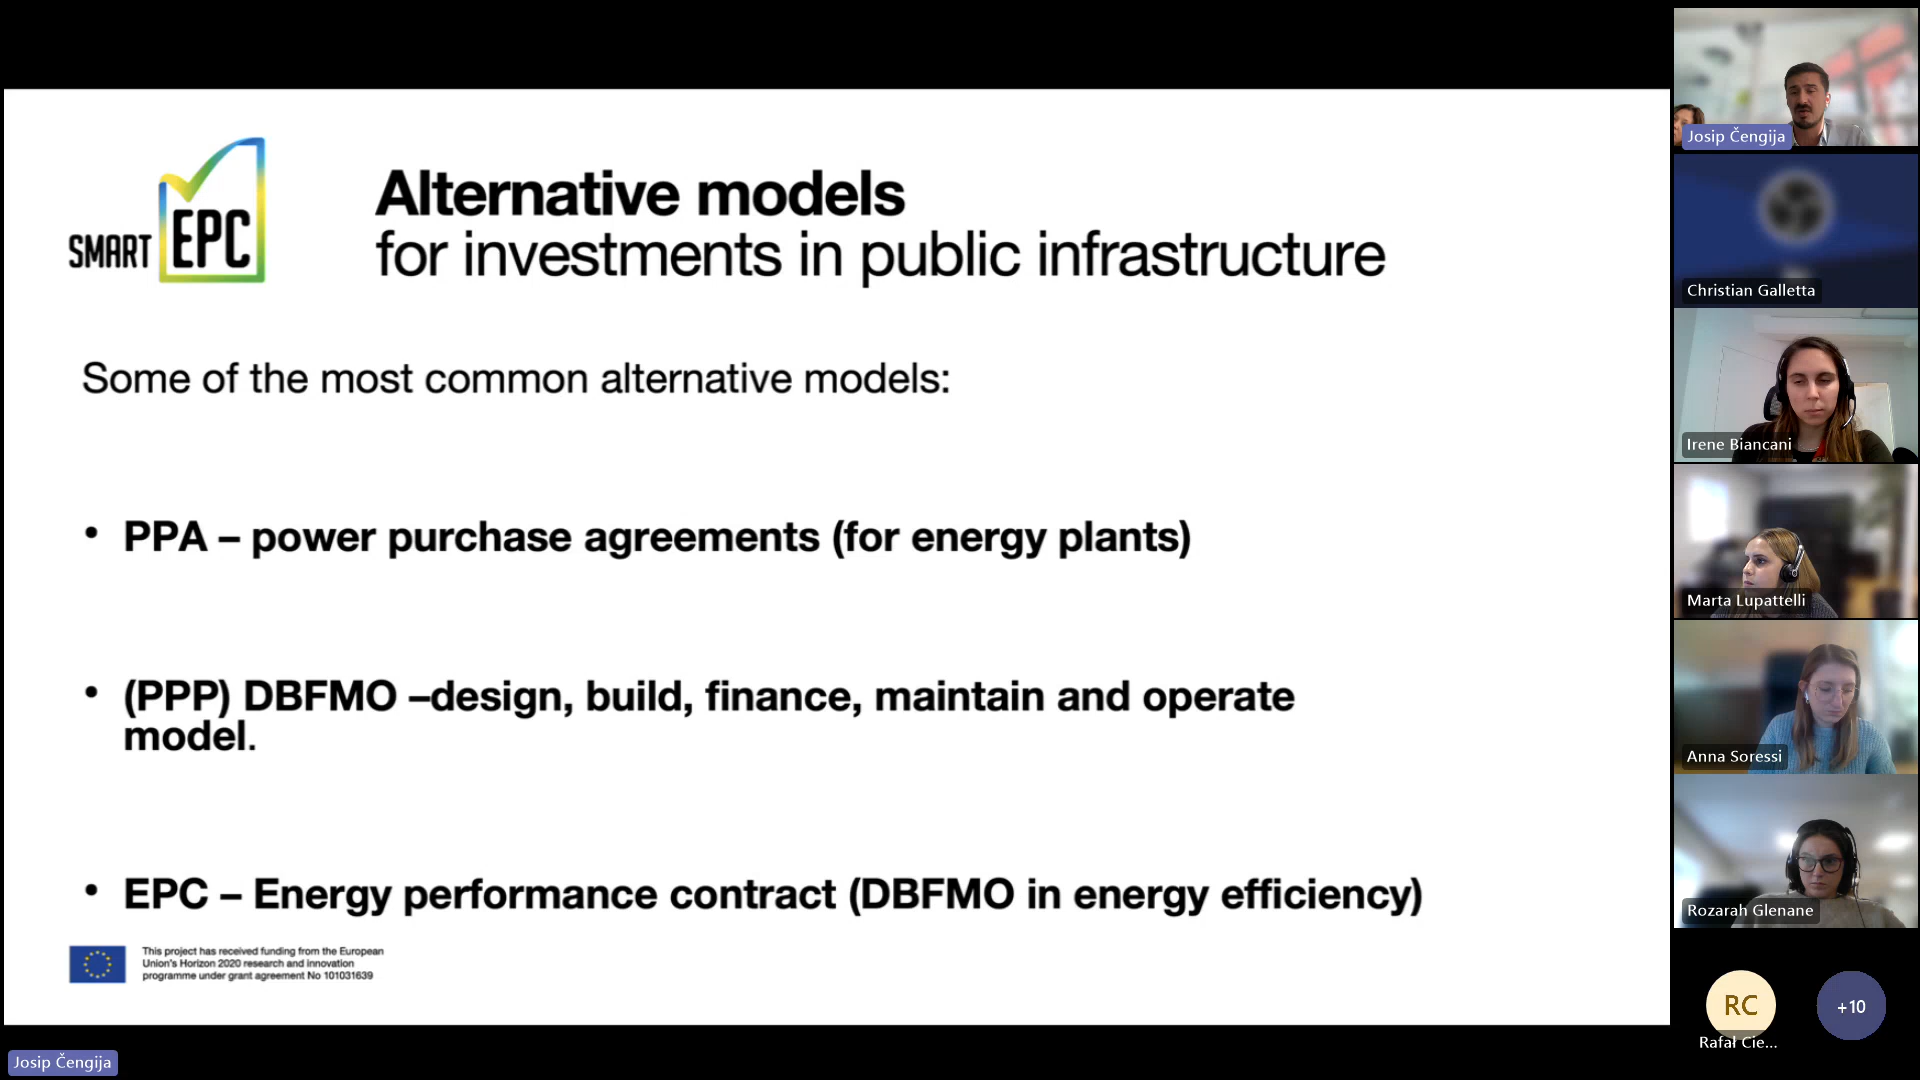 SMART EPC
Alternative models
for investments in public infrastructure
Some of the most common alternative models:
• PPA – power purchase agreements (for energy plants)
• (PPP) DBFMO –design, build, finance, maintain and operate
model.
• EPC – Energy performance contract (DBFMO in energy efficiency)
This project has received funding from the European
Union's Horizon 2020 research and innovation
programme under grant agreement No 101031639
Josip Čengija
Josip Čengija
Christian Galletta
Irene Biancani
Marta Lupattelli
Anna Soressi
Rozarah Glenane
RC
Rafał Cie...
+10